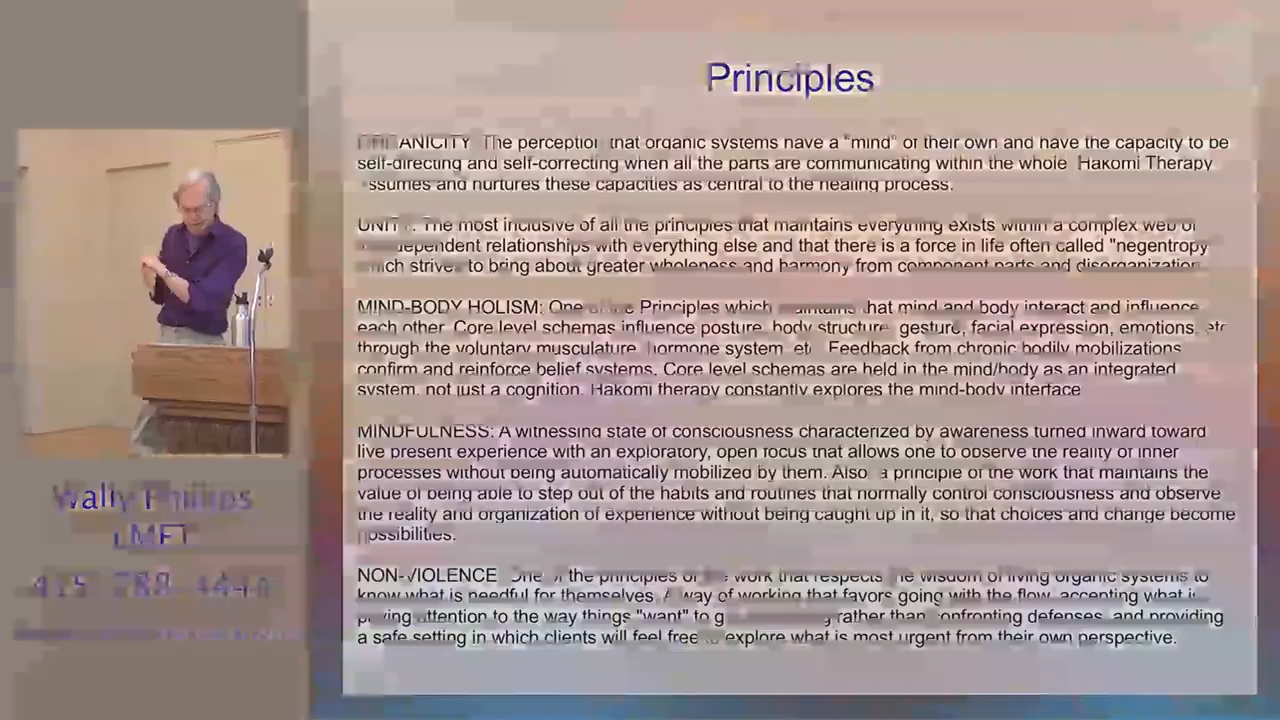 Principles
The perception that organic systems have a "mind" of their own and have the capacity to be
self-directing and self-correcting when all the parts are communicating within the whole Hakomi Therapy
and nurtures these capacities as central to the healing process.
UNITY: The most inclusive of all the principles that maintains everything exists within a complex web of
relationships with everything else and that there is a force in life often called "negentropy
to bring about greater wholeness and harmony from component parts and disorganization
MIND-BODY HOLISM: One of the Principles which maintains that mind and body interact and influence
each other. Core level schemas influence posture, body structure, gesture, facial expression, emotions, etc
through the voluntary musculature, hormone system, etc. Feedback from chronic bodily mobilizations
confirm and reinforce belief systems. Core level schemas are held in the mind/body as an integrated
system, not just a cognition. Hakomi therapy constantly explores the mind-body interface
MINDFULNESS: A witnessing state of consciousness characterized by awareness turned inward toward
live present experience with an exploratory, open focus that allows one to observe the reality of inner
processes without being automatically mobilized by them. Also a principle of the work that maintains the
value of being able to step out of the habits and routines that normally control consciousness and observe
the reality and organization of experience without being caught up in it, so that choices and change become
possibilities.
NON-VIOLENCE One of the principles of the work that respects the wisdom of living organic systems to
know what is needful for themselves. A way of working that favors going with the flow, accepting what is,
paying attention to the way things "want" to rather than confronting defenses, and providing
a safe setting in which clients will feel free to explore what is most urgent from their own perspective.
Wally Phillips